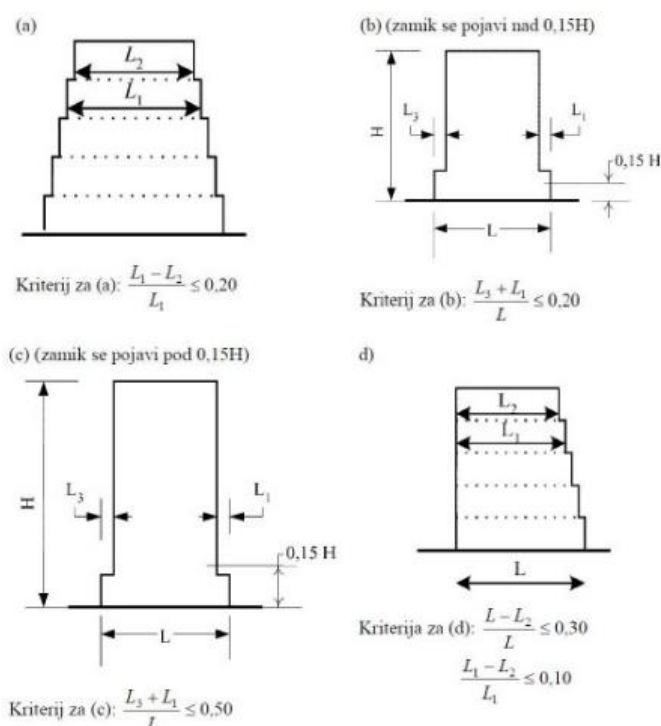 (a)
L₂
L₁
Kriterij za (a): (L₁ − L₂)/L₁ ≤ 0,20
(b) (zamik se pojavi nad 0,15H)
H
L₃
L₁
0,15 H
L
Kriterij za (b): (L₃ + L₁)/L ≤ 0,20
(c) (zamik se pojavi pod 0,15H)
H
L₃
L₁
0,15 H
L
Kriterij za (c): (L₃ + L₁)/L ≤ 0,50
d)
L₂
L₁
L
Kriterija za (d): (L − L₂)/L ≤ 0,30
(L₁ − L₂)/L₁ ≤ 0,10